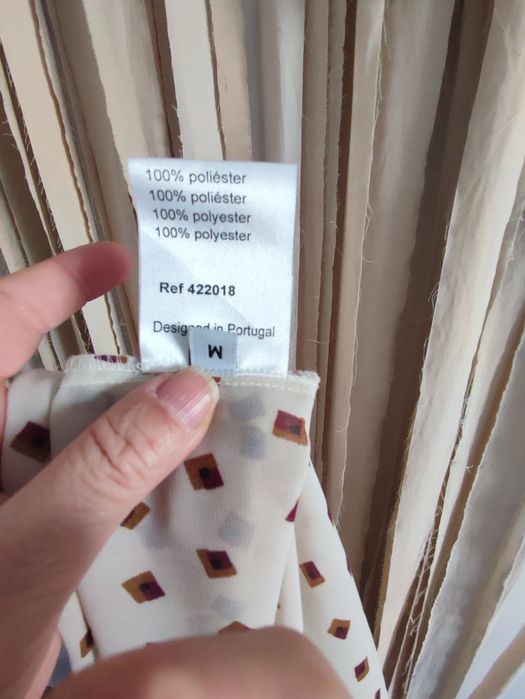 100% poliéster
100% poliéster
100% polyester
100% polyester
Ref 422018
Designed in Portugal
M